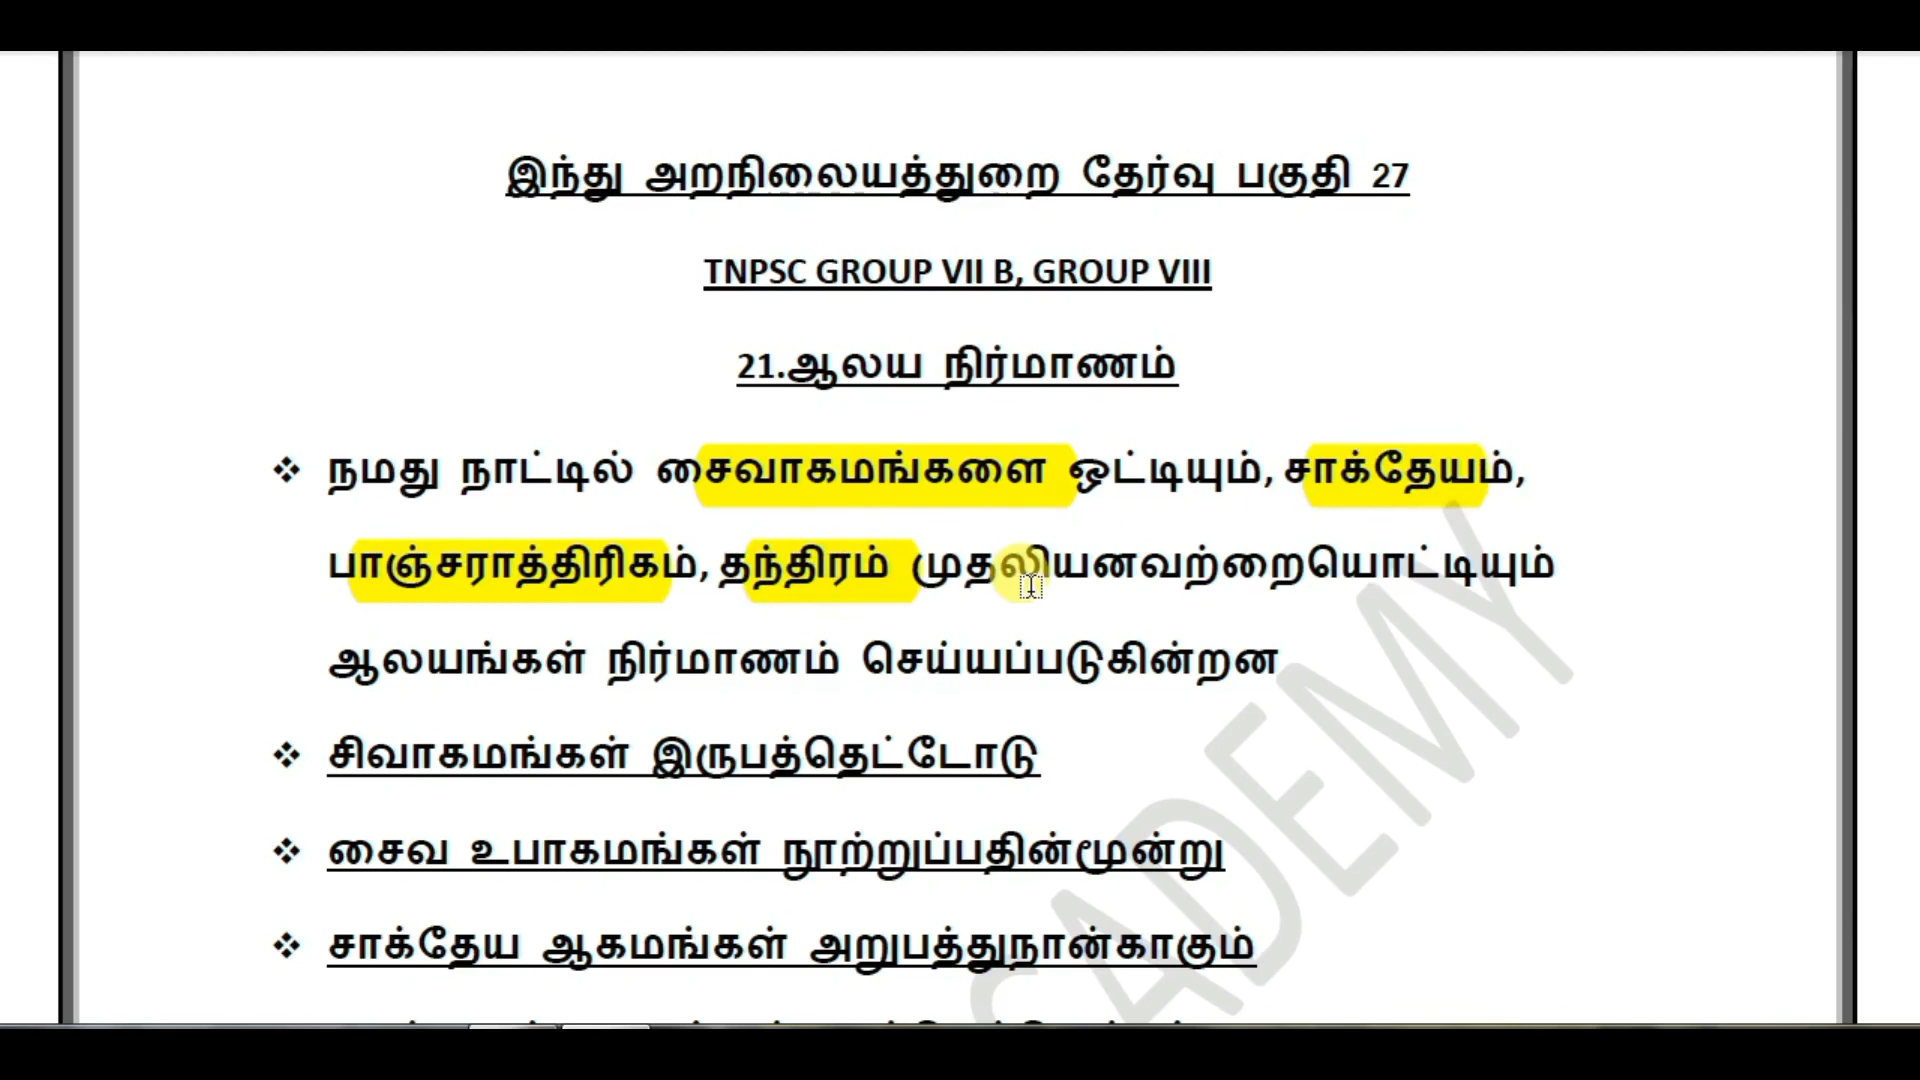 இந்து அறநிலையத்துறை தேர்வு பகுதி 27
TNPSC GROUP VII B, GROUP VIII
21.ஆலய நிர்மாணம்
❖ நமது நாட்டில் சைவாகமங்களை ஒட்டியும், சாக்தேயம்,
பாஞ்சராத்திரிகம், தந்திரம் முதலியனவற்றையொட்டியும்
ஆலயங்கள் நிர்மாணம் செய்யப்படுகின்றன
❖ சிவாகமங்கள் இருபத்தெட்டோடு
❖ சைவ உபாகமங்கள் நூற்றுப்பதின்மூன்று
❖ சாக்தேய ஆகமங்கள் அறுபத்துநான்காகும்
CADEMY